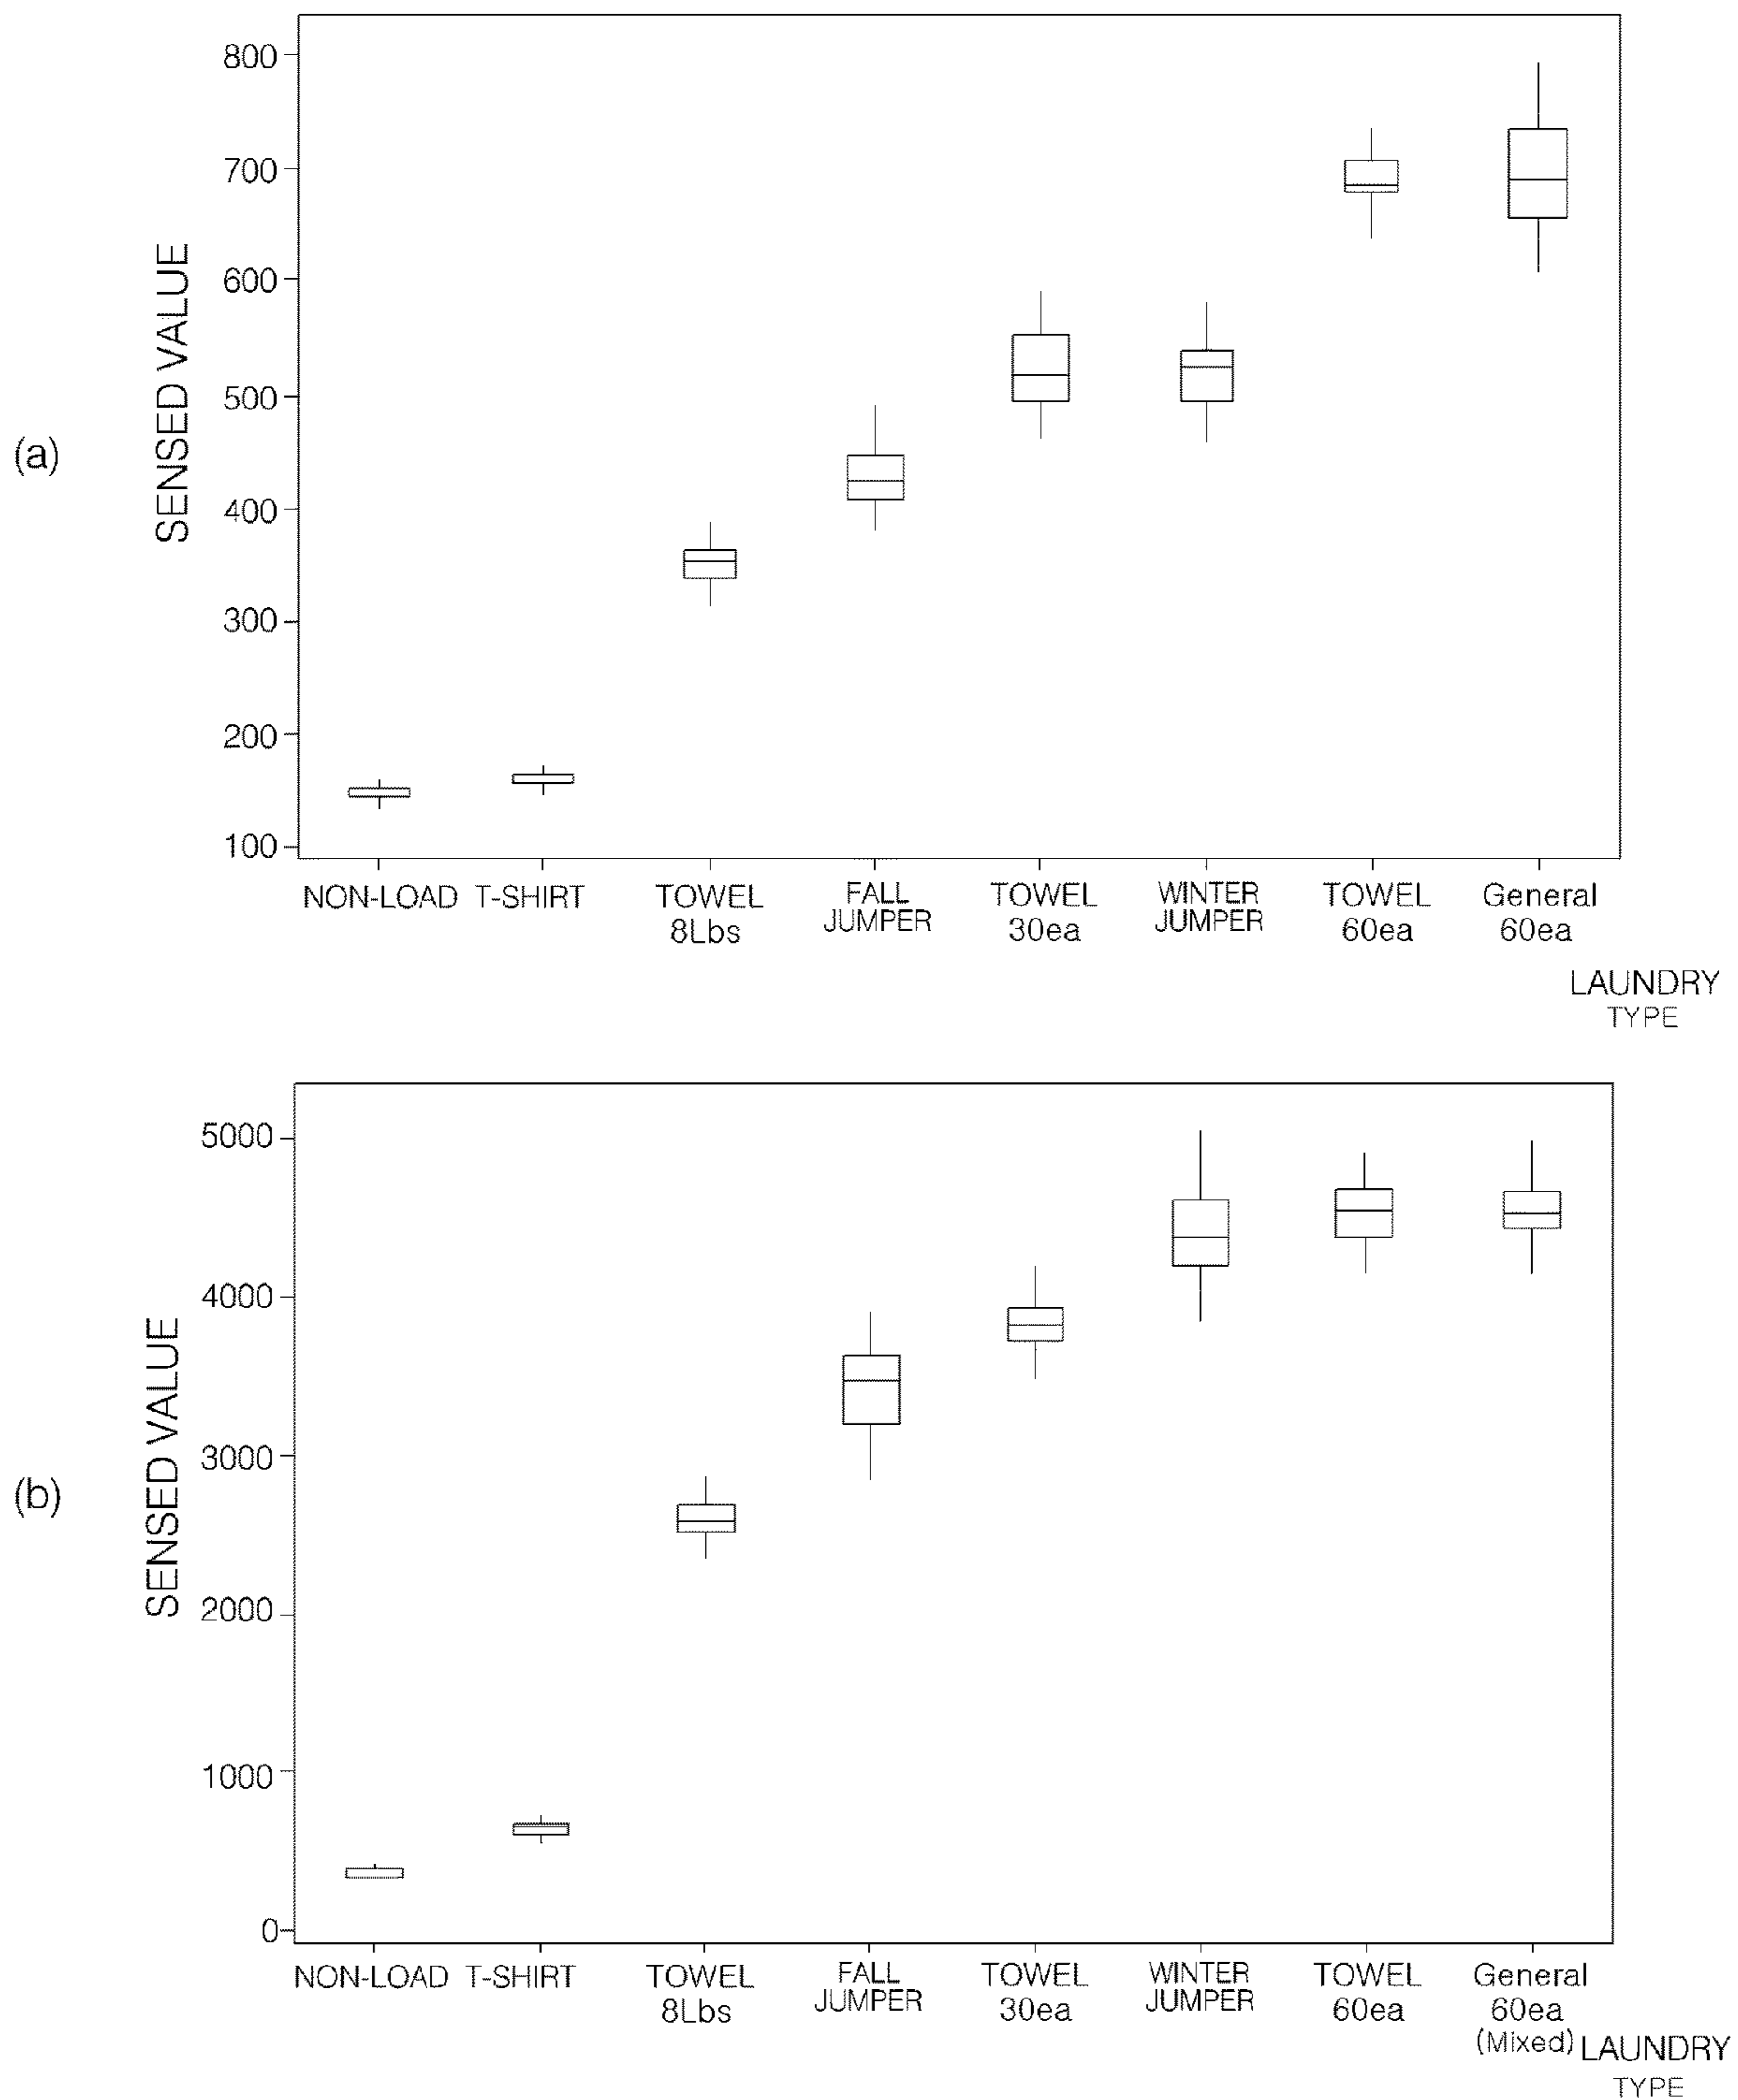 (a)
SENSED VALUE
800
700
600
500
400
300
200
100
NON-LOAD T-SHIRT TOWEL FALL TOWEL WINTER TOWEL General
8Lbs JUMPER 30ea JUMPER 60ea 60ea
LAUNDRY
TYPE
(b)
SENSED VALUE
5000
4000
3000
2000
1000
0
NON-LOAD T-SHIRT TOWEL FALL TOWEL WINTER TOWEL General
8Lbs JUMPER 30ea JUMPER 60ea 60ea
(Mixed) LAUNDRY
TYPE